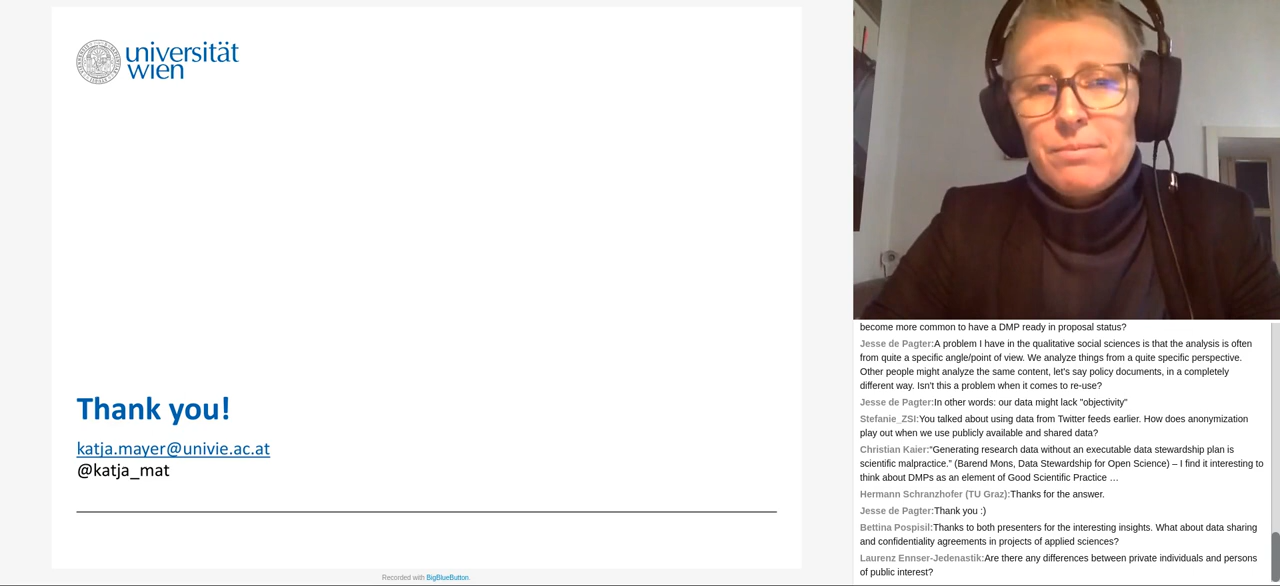 universität
wien
Thank you!
katja.mayer@univie.ac.at
@katja_mat
Recorded with BigBlueButton.
become more common to have a DMP ready in proposal status?
Jesse de Pagter:A problem I have in the qualitative social sciences is that the analysis is often
from quite a specific angle/point of view. We analyze things from a quite specific perspective.
Other people might analyze the same content, let's say policy documents, in a completely
different way. Isn't this a problem when it comes to re-use?
Jesse de Pagter:In other words: our data might lack "objectivity"
Stefanie_ZSI:You talked about using data from Twitter feeds earlier. How does anonymization
play out when we use publicly available and shared data?
Christian Kaier:“Generating research data without an executable data stewardship plan is
scientific malpractice.” (Barend Mons, Data Stewardship for Open Science) – I find it interesting to
think about DMPs as an element of Good Scientific Practice …
Hermann Schranzhofer (TU Graz):Thanks for the answer.
Jesse de Pagter:Thank you :)
Bettina Pospisil:Thanks to both presenters for the interesting insights. What about data sharing
and confidentiality agreements in projects of applied sciences?
Laurenz Ennser-Jedenastik:Are there any differences between private individuals and persons
of public interest?